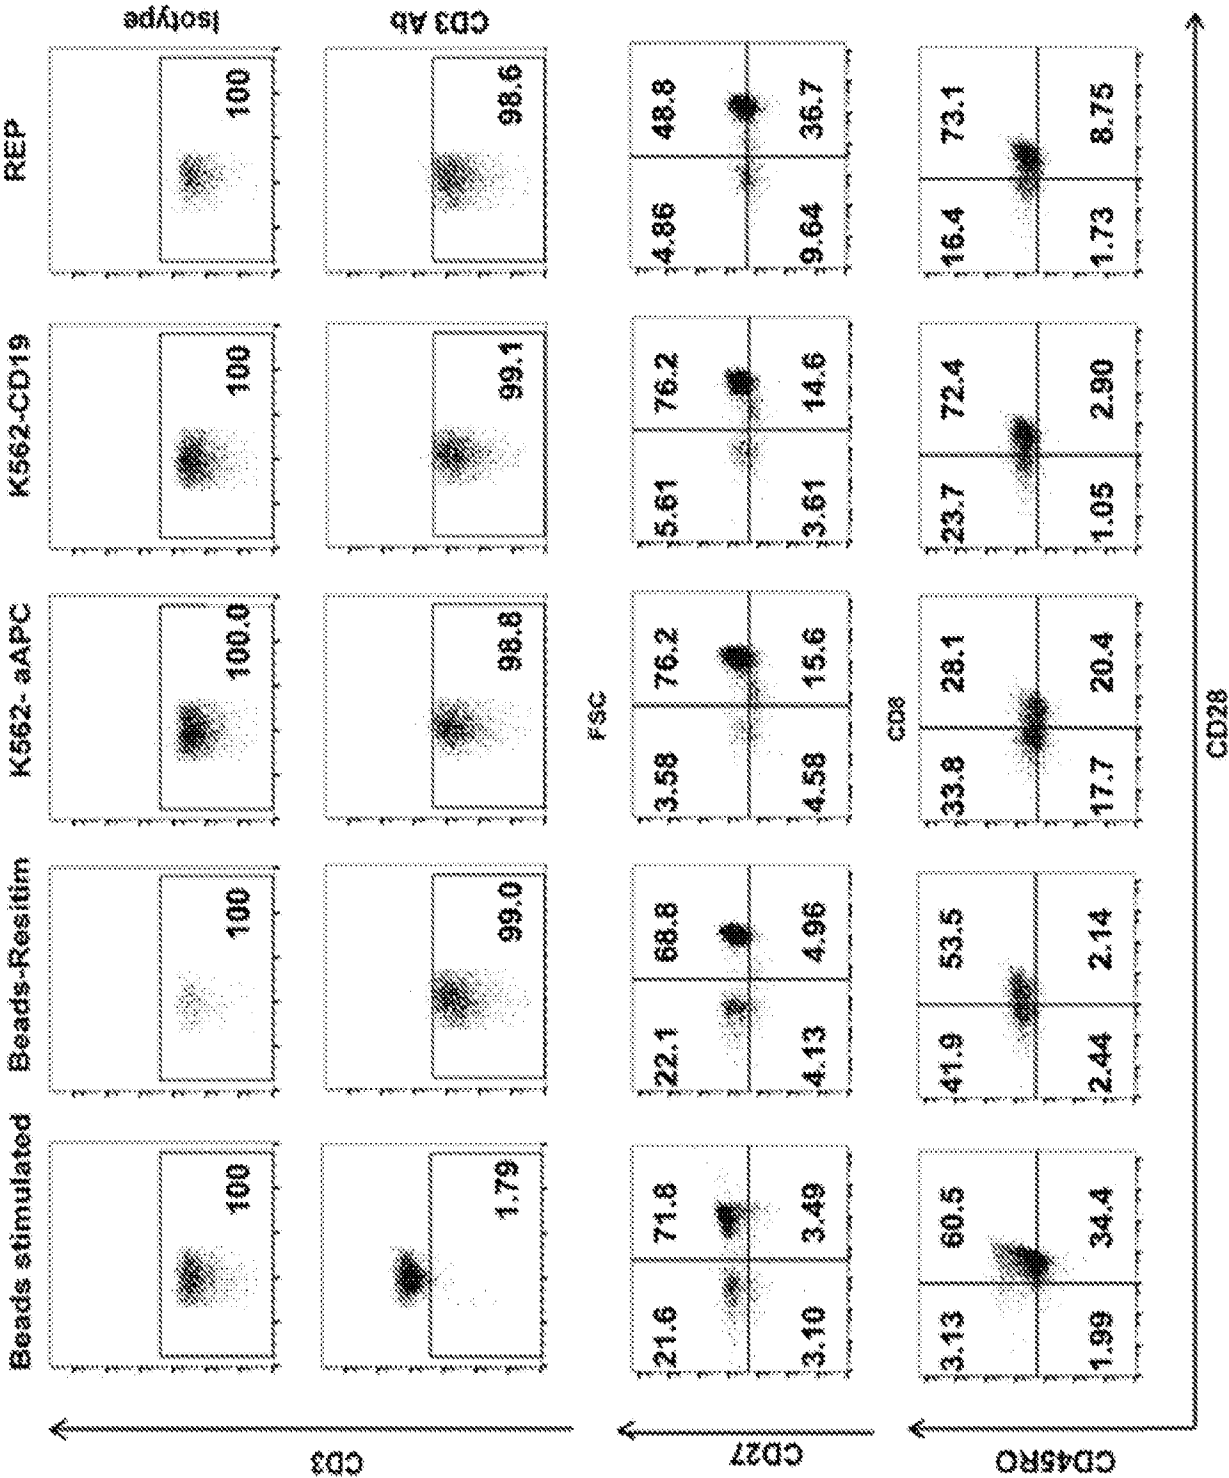 Beads stimulated Beads-Resitim K562- aAPC K562-CD19 REP
Isotype
100 100 100.0 100 100
CD3
CD3 Ab
1.79 99.0 98.8 99.1 98.6
FSC
21.6 71.8 22.1 68.8 3.58 76.2 5.61 76.2 4.86 48.8
CD27
3.10 3.49 4.13 4.96 4.58 15.6 3.61 14.6 9.64 36.7
CD8
3.13 60.5 41.9 53.5 33.8 28.1 23.7 72.4 16.4 73.1
CD45RO
1.99 34.4 2.44 2.14 17.7 20.4 1.05 2.90 1.73 8.75
CD28